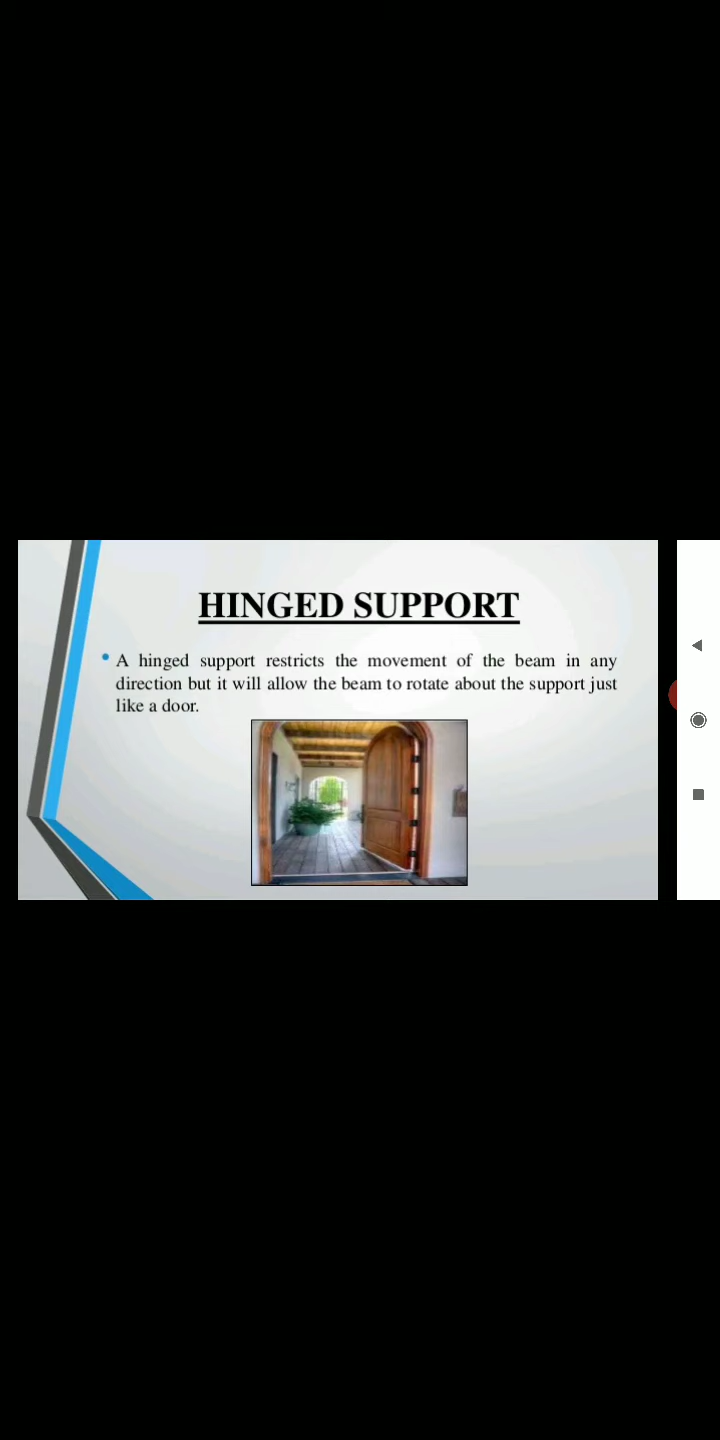 HINGED SUPPORT
• A hinged support restricts the movement of the beam in any
direction but it will allow the beam to rotate about the support just
like a door.